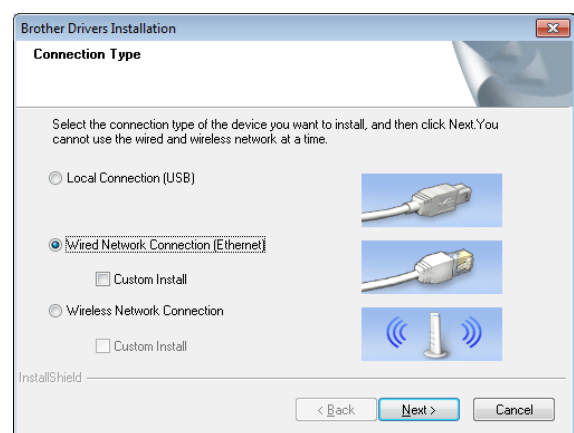 Brother Drivers Installation
Connection Type
Select the connection type of the device you want to install, and then click Next.You
cannot use the wired and wireless network at a time.
Local Connection (USB)
Wired Network Connection (Ethernet)
Custom Install
Wireless Network Connection
Custom Install
InstallShield
< Back Next > Cancel